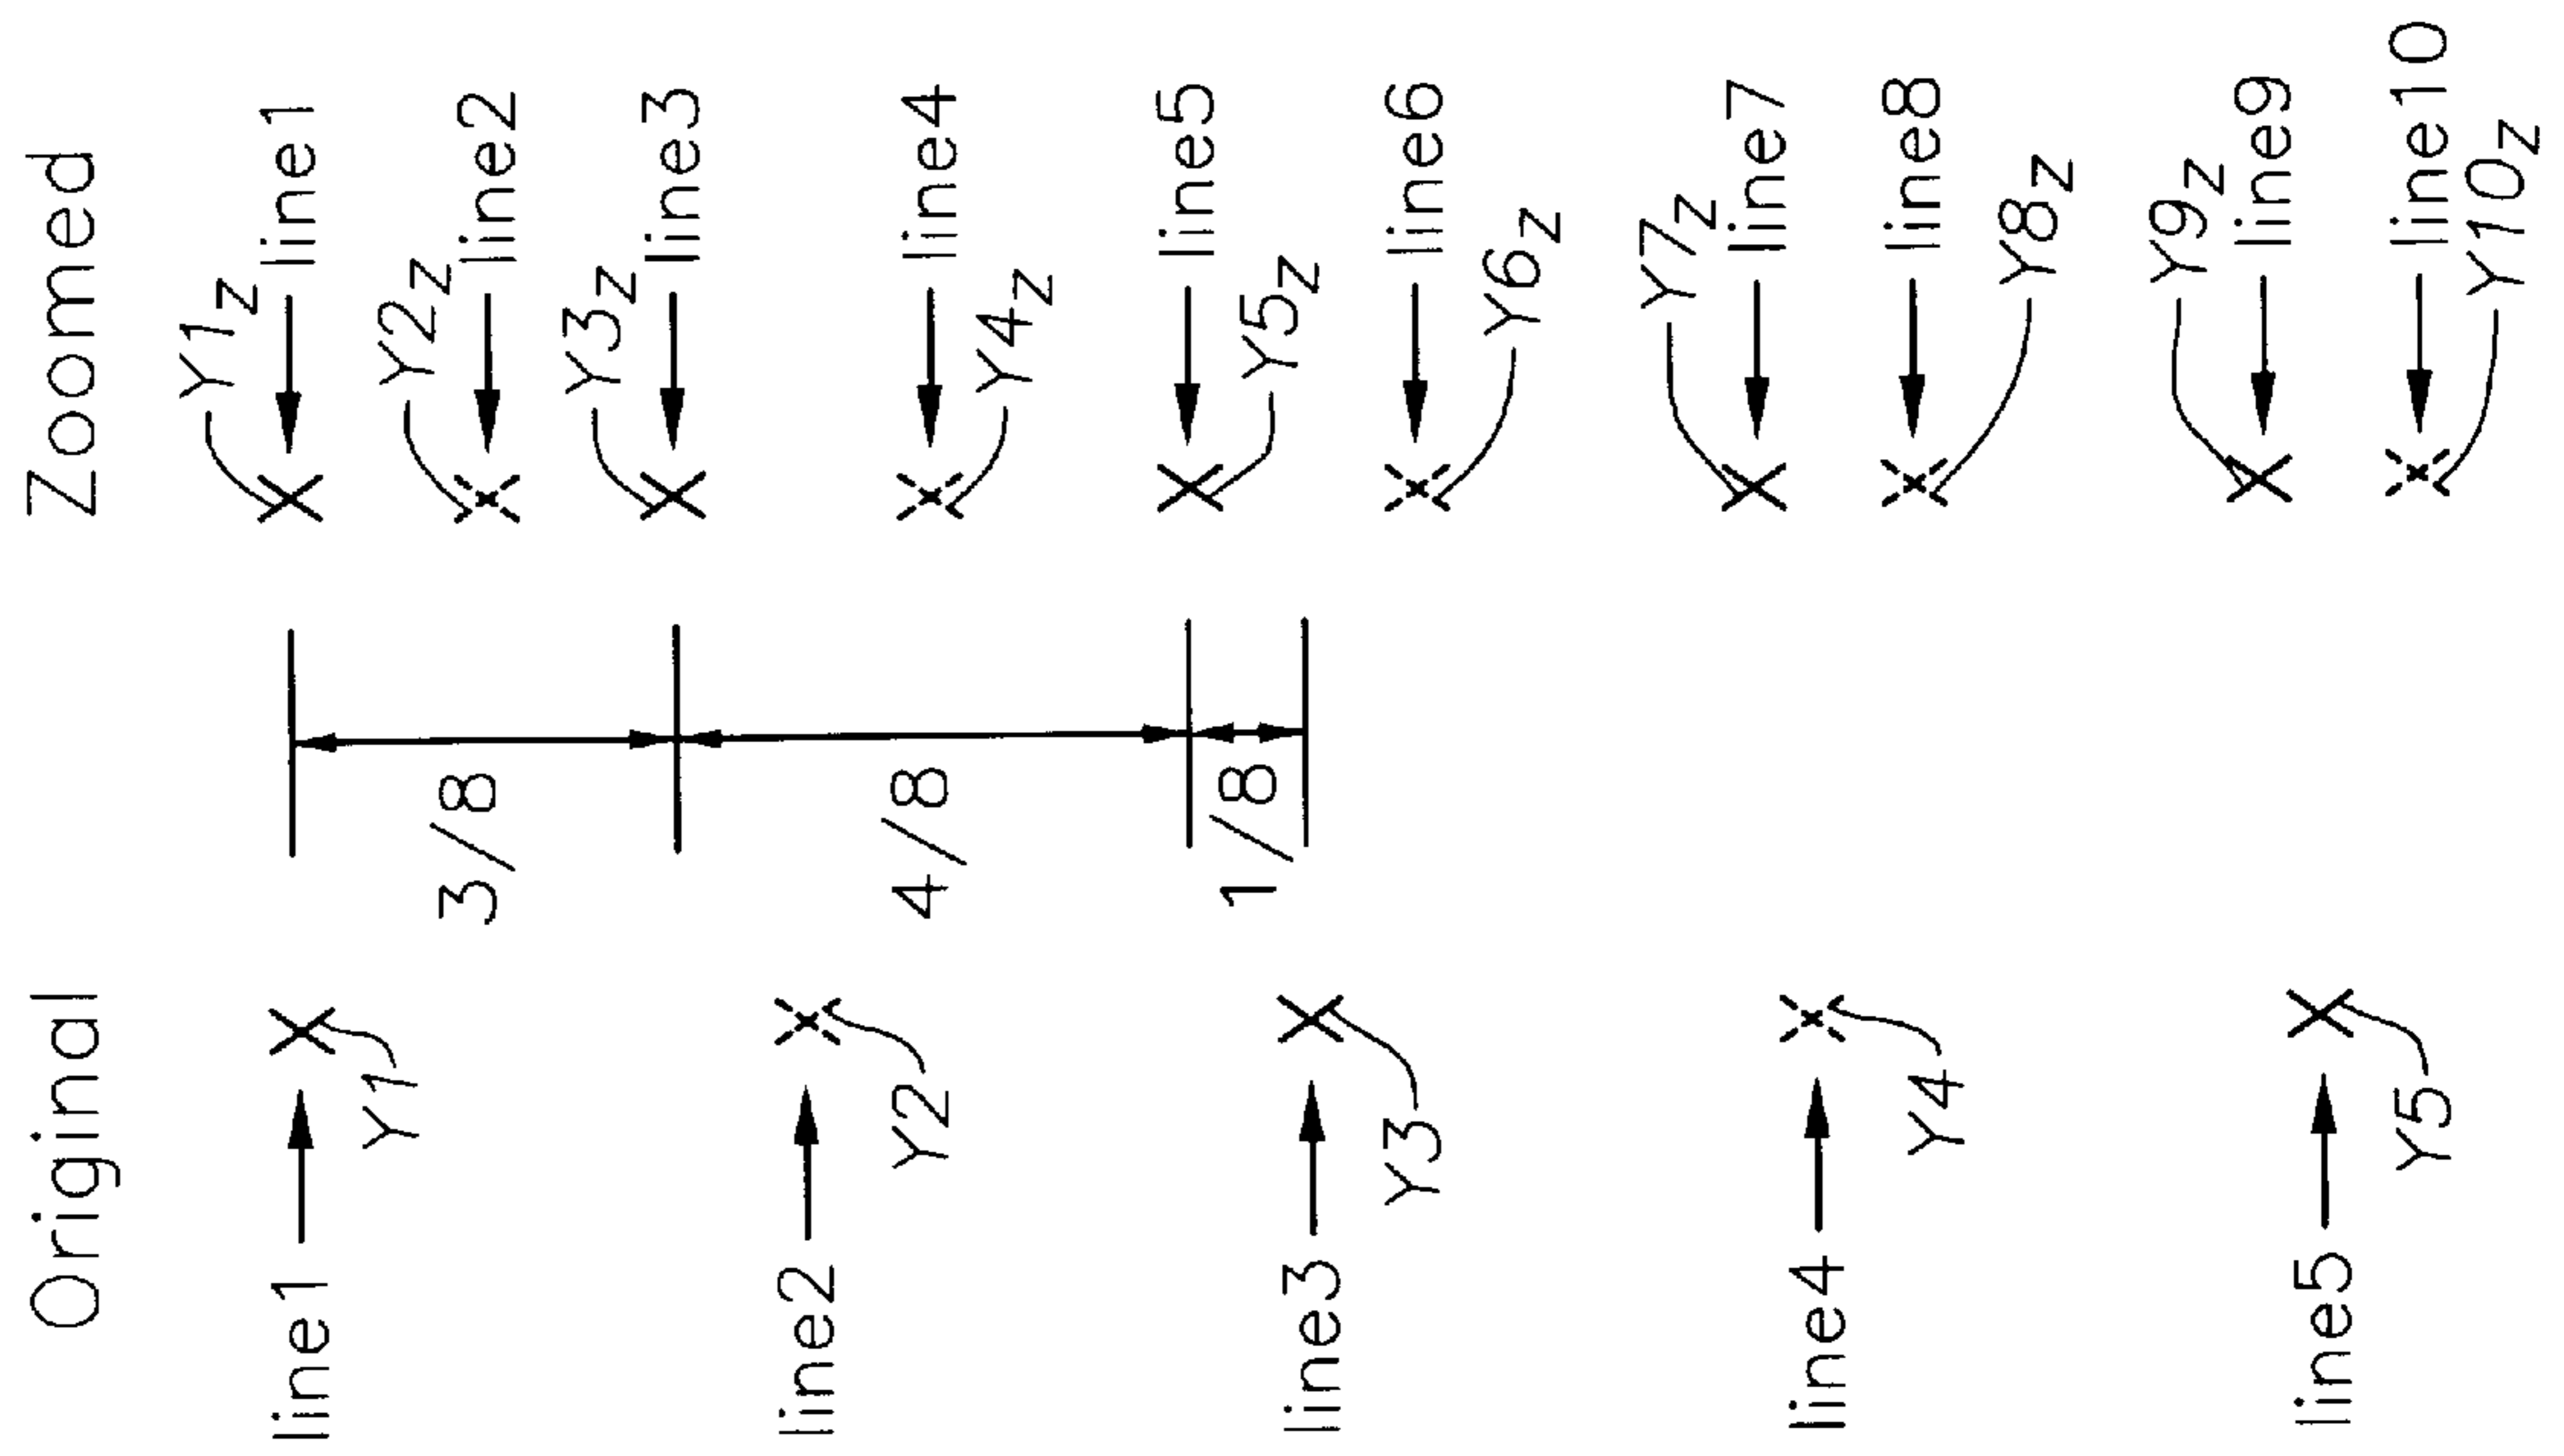 Original
line1
Y1
line2
Y2
line3
Y3
line4
Y4
line5
Y5
3/8
4/8
1/8
Zoomed
Y1z
line1
Y2z
line2
Y3z
line3
line4
Y4z
line5
Y5z
line6
Y6z
Y7z
line7
line8
Y8z
Y9z
line9
line10
Y10z